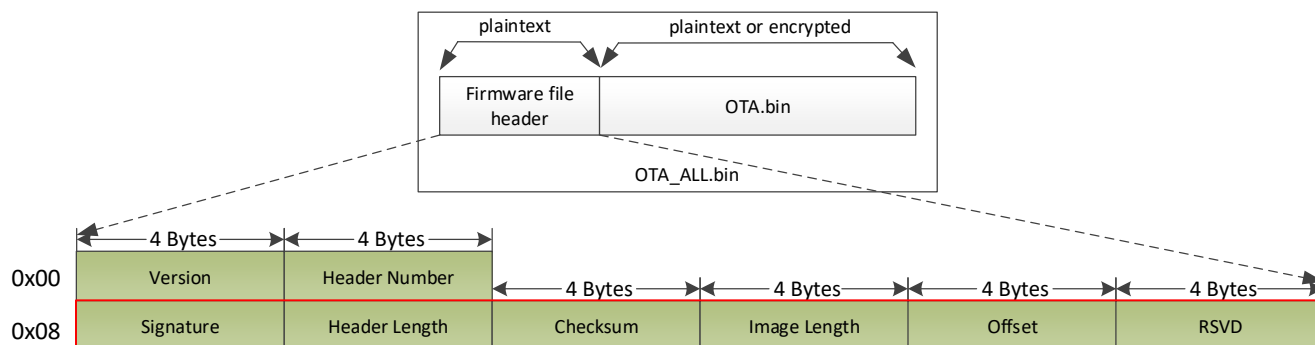 plaintext
plaintext or encrypted
Firmware file
header
OTA.bin
OTA_ALL.bin
4 Bytes
4 Bytes
0x00
Version
Header Number
4 Bytes
4 Bytes
4 Bytes
4 Bytes
0x08
Signature
Header Length
Checksum
Image Length
Offset
RSVD